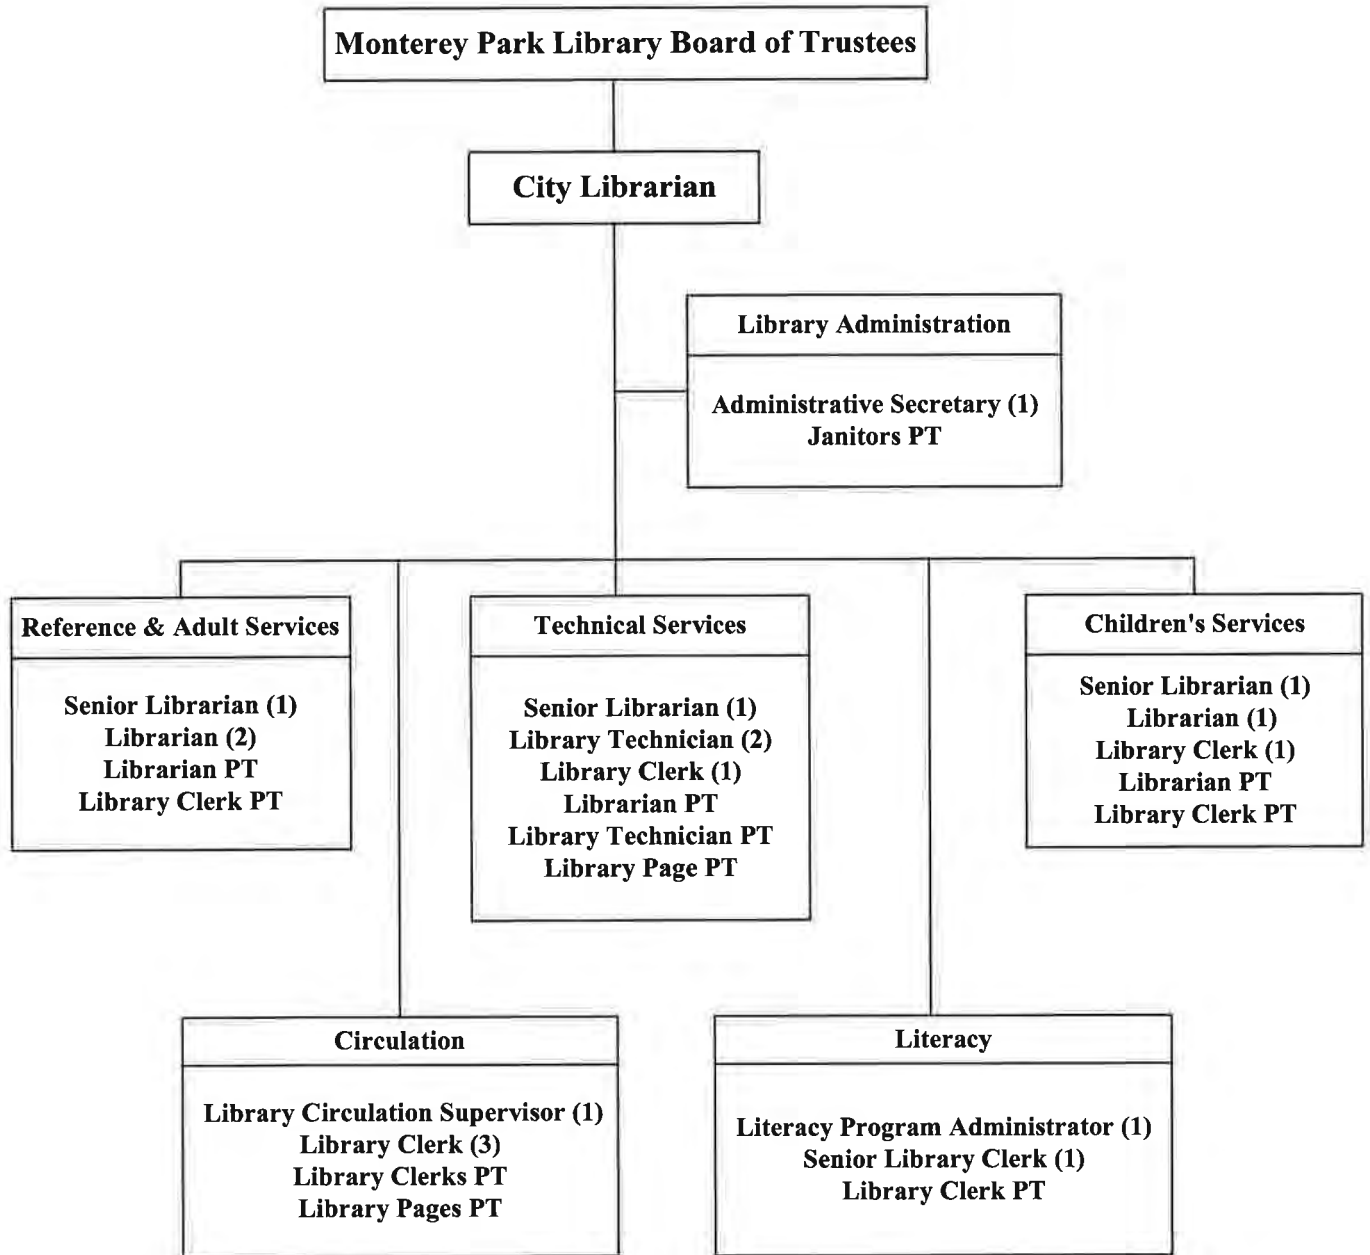 Monterey Park Library Board of Trustees
City Librarian
Library Administration
Administrative Secretary (1)
Janitors PT
Reference & Adult Services
Senior Librarian (1)
Librarian (2)
Librarian PT
Library Clerk PT
Technical Services
Senior Librarian (1)
Library Technician (2)
Library Clerk (1)
Librarian PT
Library Technician PT
Library Page PT
Children's Services
Senior Librarian (1)
Librarian (1)
Library Clerk (1)
Librarian PT
Library Clerk PT
Circulation
Library Circulation Supervisor (1)
Library Clerk (3)
Library Clerks PT
Library Pages PT
Literacy
Literacy Program Administrator (1)
Senior Library Clerk (1)
Library Clerk PT